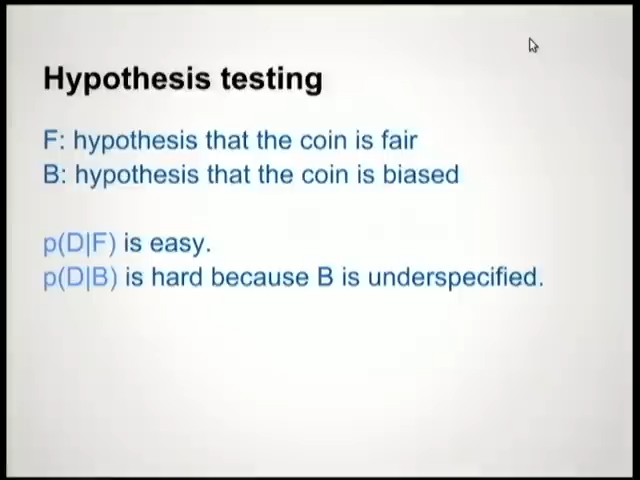 Hypothesis testing
F: hypothesis that the coin is fair
B: hypothesis that the coin is biased
p(D|F) is easy.
p(D|B) is hard because B is underspecified.